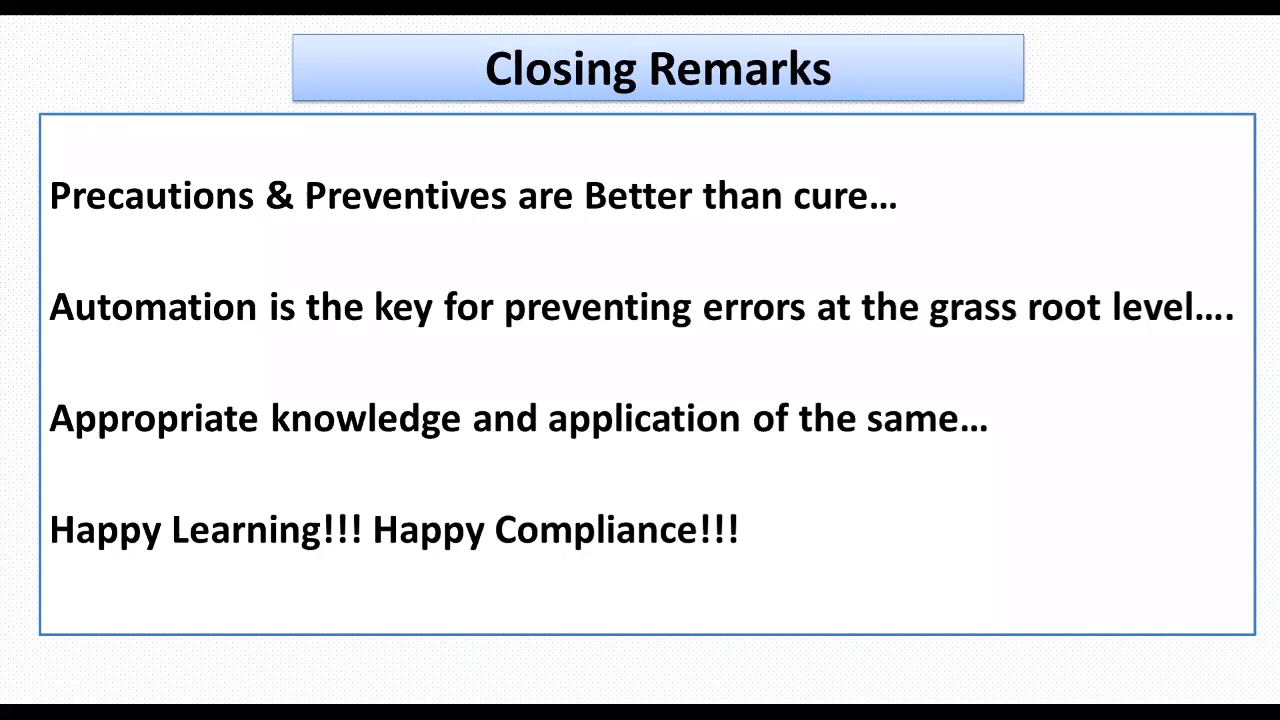 Closing Remarks
Precautions & Preventives are Better than cure…
Automation is the key for preventing errors at the grass root level….
Appropriate knowledge and application of the same…
Happy Learning!!! Happy Compliance!!!